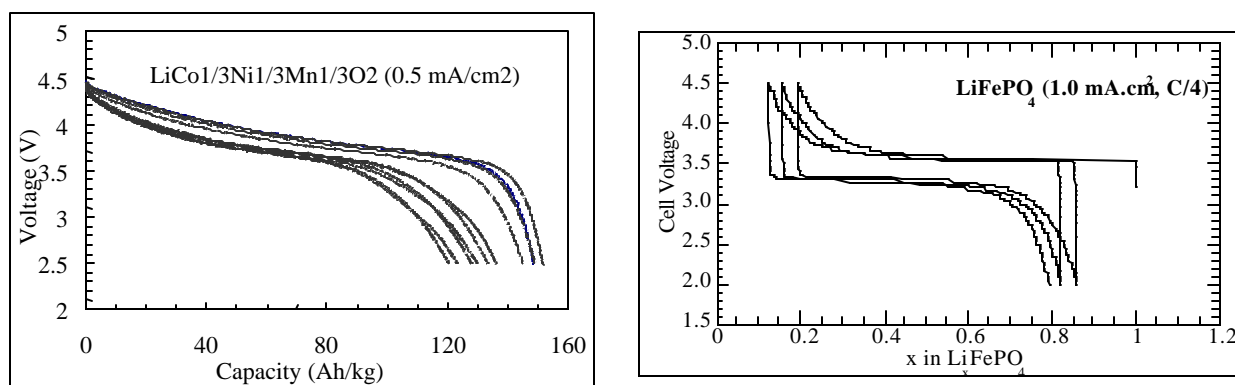 5
4.5
4
3.5
3
2.5
2
Voltage (V)
LiCo1/3Ni1/3Mn1/3O2 (0.5 mA/cm2)
0 40 80 120 160
Capacity (Ah/kg)
5.0
4.5
4.0
3.5
3.0
2.5
2.0
1.5
Cell Voltage
LiFePO4 (1.0 mA.cm2, C/4)
0 0.2 0.4 0.6 0.8 1 1.2
x in LixFePO4